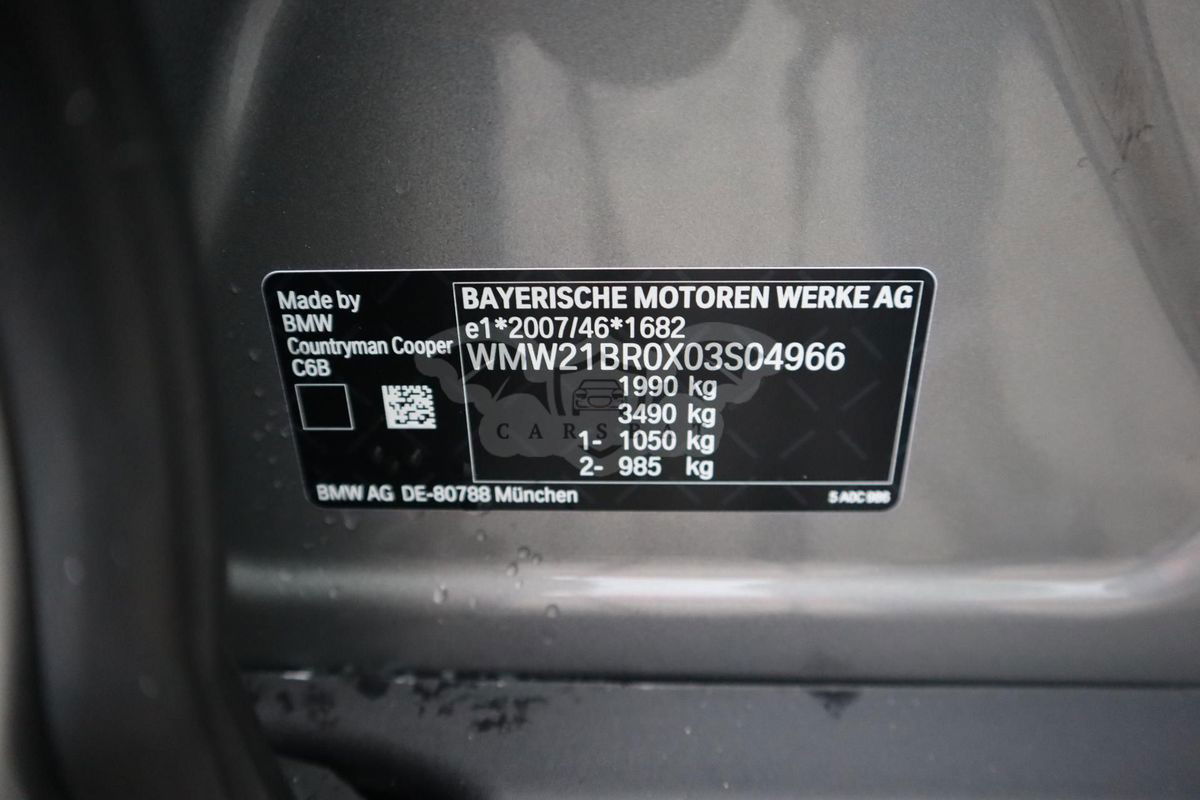 Made by
BMW
Countryman Cooper
C6B
BAYERISCHE MOTOREN WERKE AG
e1*2007/46*1682
WMW21BR0X03S04966
1990 kg
3490 kg
1- 1050 kg
2- 985 kg
BMW AG DE-80788 München